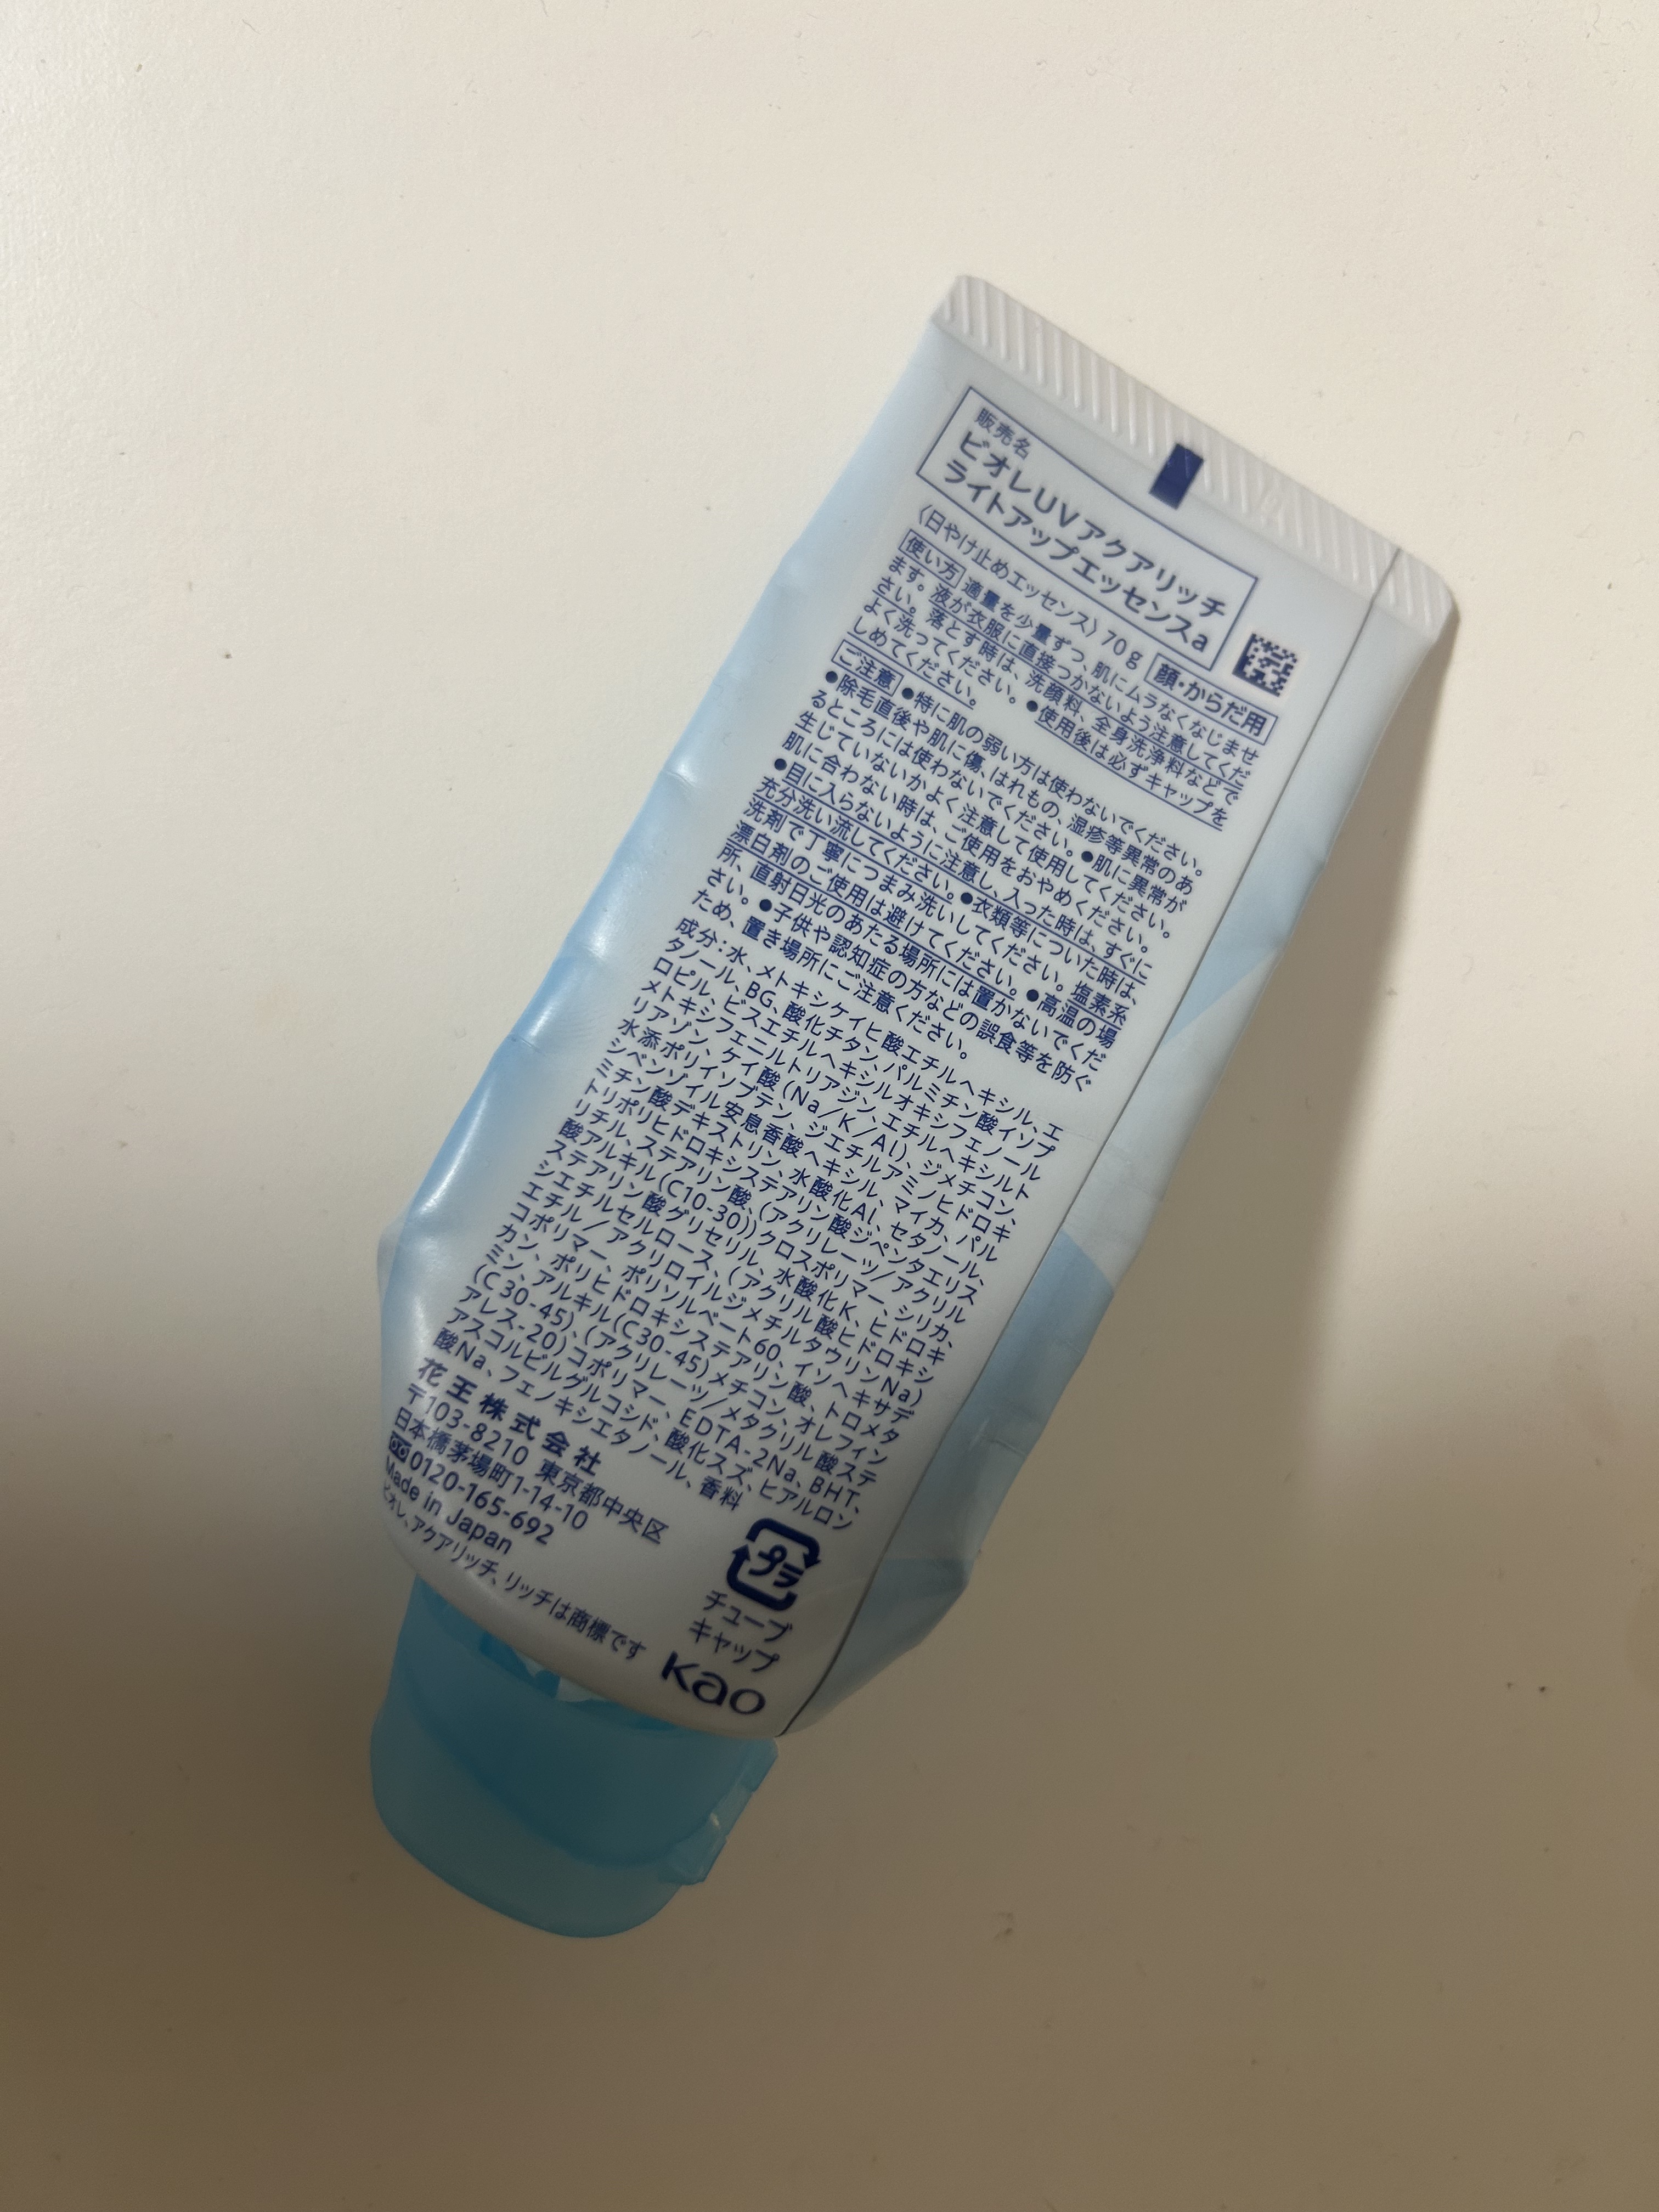 販売名
ビオレUVアクアリッチ
ライトアップエッセンスa
〈日やけ止めエッセンス〉70g 顔・からだ用
使い方 適量を少量ずつ、肌にムラなくなじませ
ます。液が衣服に直接つかないよう注意してくだ
さい。落とす時は、洗顔料、全身洗浄料などで
よく洗ってください。●使用後は必ずキャップを
しめてください。
ご注意 ●特に肌の弱い方は使わないでください。
●除毛直後や肌に傷、はれもの、湿疹等異常のあ
るところには使わないでください。●肌に異常が
生じていないかよく注意して使用してください。
肌に合わない時は、ご使用をおやめください。
●目に入らないように注意し、入った時は、すぐに
充分洗い流してください。●衣類等についた時は、
洗剤で丁寧につまみ洗いしてください。塩素系
漂白剤のご使用は避けてください。●高温の場
所、直射日光のあたる場所には置かないでくだ
さい。●子供や認知症の方などの誤食等を防ぐ
ため、置き場所にご注意ください。
成分：水、メトキシケイヒ酸エチルヘキシル、エ
タノール、BG、酸化チタン、パルミチン酸イソプ
ロピル、ビスエチルヘキシルオキシフェノール
メトキシフェニルトリアジン、エチルヘキシルト
リアゾン、ケイ酸(Na/K/Al)、ジメチコン、
水添ポリイソブテン、ジエチルアミノヒドロキ
シベンゾイル安息香酸ヘキシル、マイカ、パル
ミチン酸デキストリン、水酸化Al、セタノール、
トリポリヒドロキシステアリン酸ジペンタエリス
リチル、ステアリン酸、(アクリレーツ/アクリル
酸アルキル(C10-30))クロスポリマー、シリカ、
ステアリン酸グリセリル、水酸化K、ヒドロキ
シエチルセルロース、(アクリル酸ヒドロキシ
エチル/アクリロイルジメチルタウリンNa)
コポリマー、ポリソルベート60、イソヘキサデ
カン、ポリヒドロキシステアリン酸、トロメタ
ミン、アルキル(C30-45)メチコン、オレフィン
(C30-45)、(アクリレーツ/メタクリル酸ステ
アレス-20)コポリマー、EDTA-2Na、BHT、
アスコルビルグルコシド、酸化スズ、ヒアルロン
酸Na、フェノキシエタノール、香料
花王株式会社
〒103-8210 東京都中央区
日本橋茅場町1-14-10
0120-165-692
Made in Japan
ビオレ、アクアリッチ、リッチは商標です
プラ
チューブ
キャップ
Kao